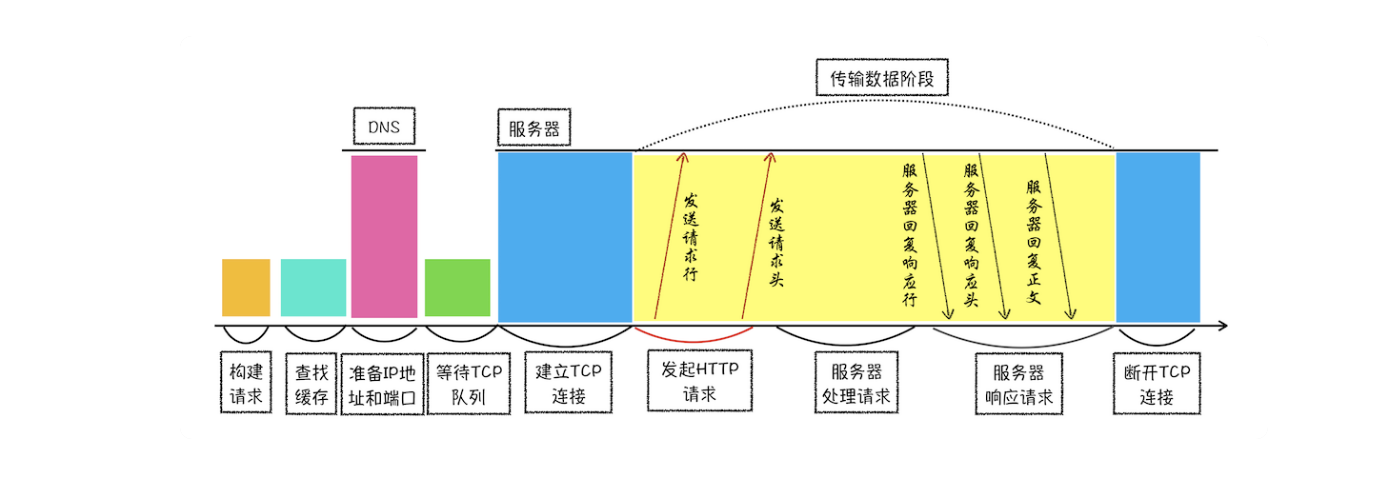 传输数据阶段
DNS
服务器
发送请求行
发送请求头
服务器回复响应行
服务器回复响应头
服务器回复正文
构建
请求
查找
缓存
准备IP地
址和端口
等待TCP
队列
建立TCP
连接
发起HTTP
请求
服务器
处理请求
服务器
响应请求
断开TCP
连接